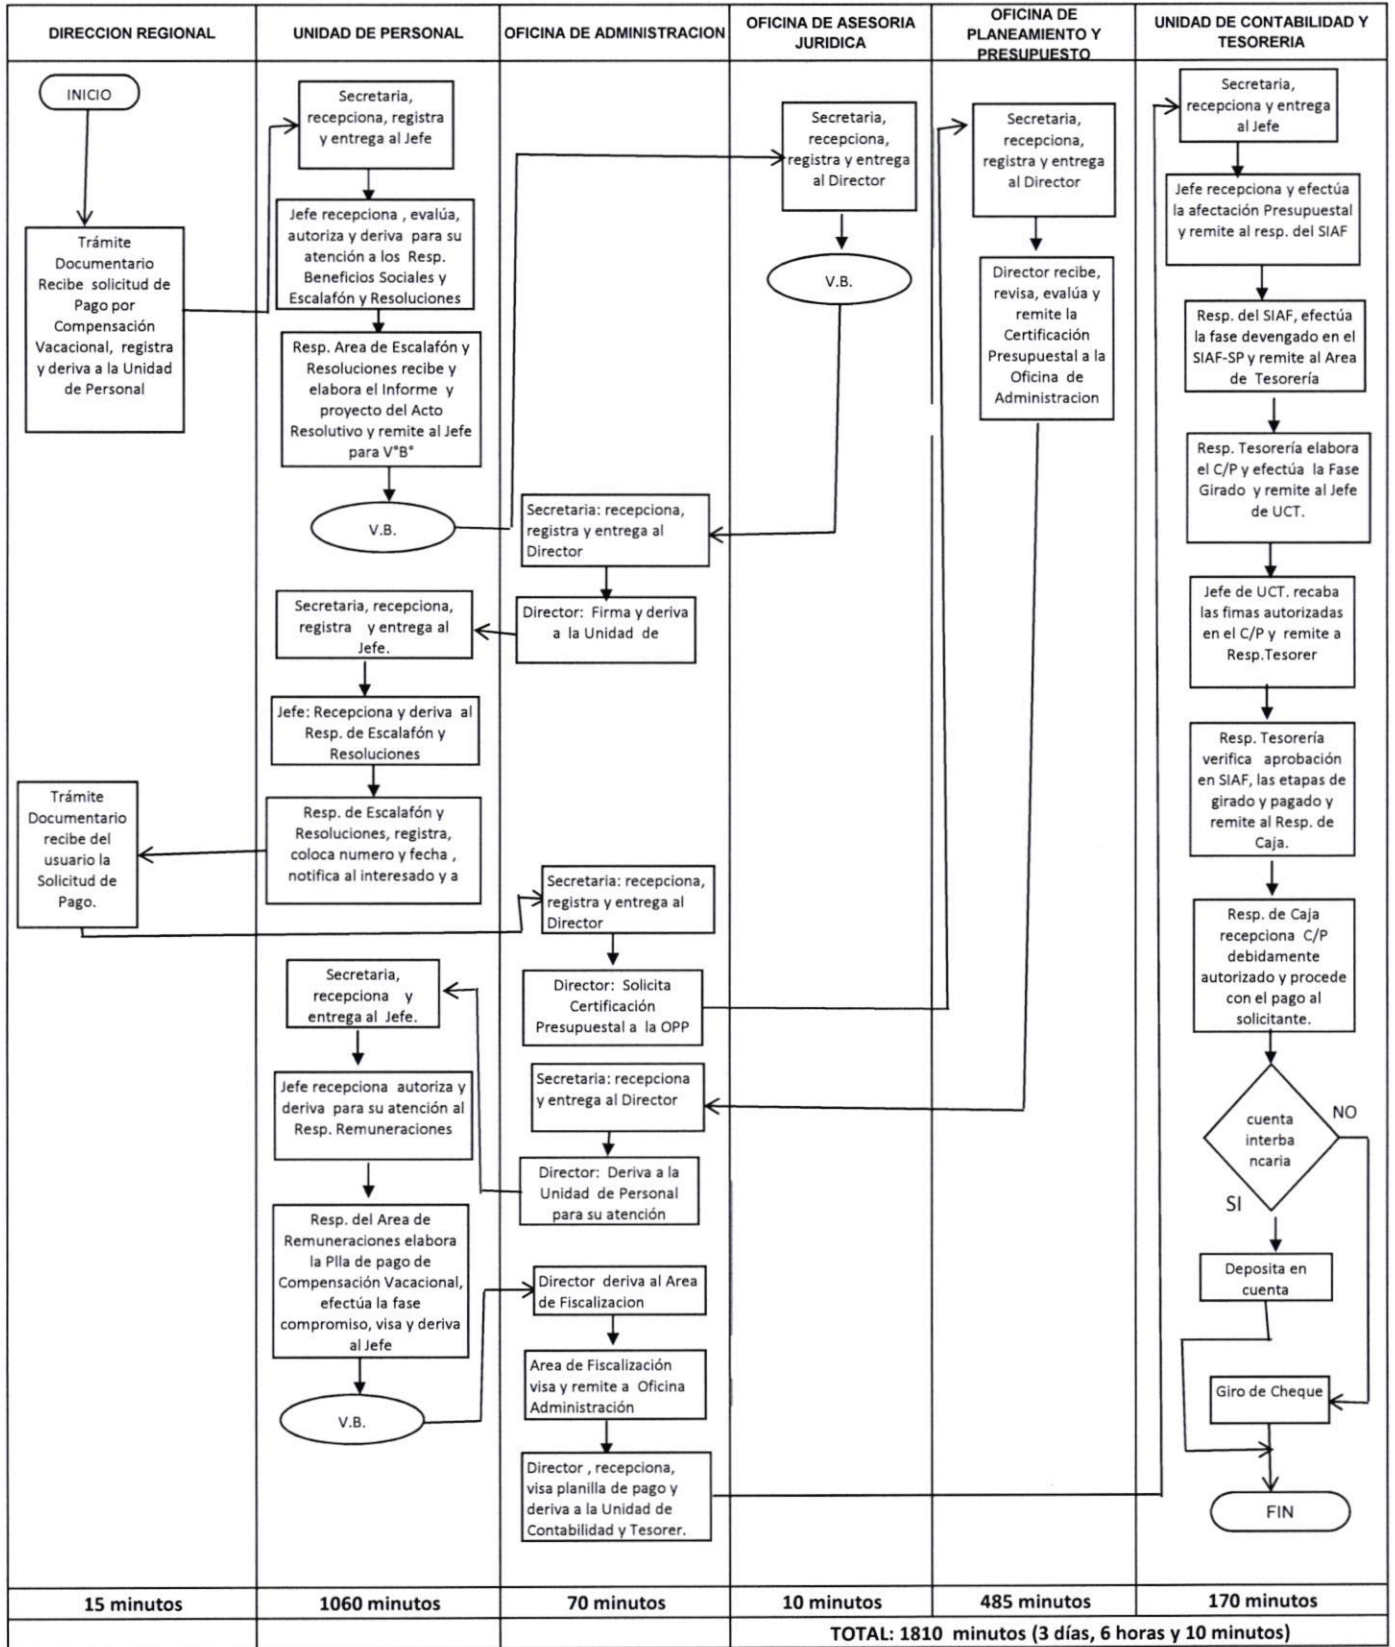 DIRECCION REGIONAL
UNIDAD DE PERSONAL
OFICINA DE ADMINISTRACION
OFICINA DE ASESORIA
JURIDICA
OFICINA DE
PLANEAMIENTO Y
PRESUPUESTO
UNIDAD DE CONTABILIDAD Y
TESORERIA
INICIO
Trámite
Documentario
Recibe solicitud de
Pago por
Compensación
Vacacional, registra
y deriva a la Unidad
de Personal
Secretaria,
recepciona, registra
y entrega al Jefe
Jefe recepciona , evalúa,
autoriza y deriva para su
atención a los Resp.
Beneficios Sociales y
Escalafón y Resoluciones
Resp. Area de Escalafón y
Resoluciones recibe y
elabora el Informe y
proyecto del Acto
Resolutivo y remite al Jefe
para V°B°
V.B.
Secretaria,
recepciona,
registra y entrega
al Director
V.B.
Secretaria: recepciona,
registra y entrega al
Director
Director: Firma y deriva
a la Unidad de
Secretaria, recepciona,
registra y entrega al
Jefe.
Jefe: Recepciona y deriva al
Resp. de Escalafón y
Resoluciones
Resp. de Escalafón y
Resoluciones, registra,
coloca numero y fecha ,
notifica al interesado y a
Trámite
Documentario
recibe del
usuario la
Solicitud de
Pago.
Secretaria: recepciona,
registra y entrega al
Director
Director: Solicita
Certificación
Presupuestal a la OPP
Secretaria,
recepciona,
registra y entrega
al Director
Director recibe,
revisa, evalúa y
remite la
Certificación
Presupuestal a la
Oficina de
Administracion
Secretaria: recepciona
y entrega al Director
Director: Deriva a la
Unidad de Personal
para su atención
Secretaria,
recepciona y
entrega al Jefe.
Jefe recepciona autoriza y
deriva para su atención al
Resp. Remuneraciones
Resp. del Area de
Remuneraciones elabora
la Plla de pago de
Compensación Vacacional,
efectúa la fase
compromiso, visa y deriva
al Jefe
V.B.
Director deriva al Area
de Fiscalizacion
Area de Fiscalización
visa y remite a Oficina
Administración
Director , recepciona,
visa planilla de pago y
deriva a la Unidad de
Contabilidad y Tesorer.
Secretaria,
recepciona y entrega
al Jefe
Jefe recepciona y efectúa
la afectación Presupuestal
y remite al resp. del SIAF
Resp. del SIAF, efectúa
la fase devengado en el
SIAF-SP y remite al Area
de Tesorería
Resp. Tesorería elabora
el C/P y efectúa la Fase
Girado y remite al Jefe
de UCT.
Jefe de UCT. recaba
las fimas autorizadas
en el C/P y remite a
Resp.Tesorer
Resp. Tesorería
verifica aprobación
en SIAF, las etapas de
girado y pagado y
remite al Resp. de
Caja.
Resp. de Caja
recepciona C/P
debidamente
autorizado y procede
con el pago al
solicitante.
cuenta
interba
ncaria
NO
SI
Deposita en
cuenta
Giro de Cheque
FIN
15 minutos
1060 minutos
70 minutos
10 minutos
485 minutos
170 minutos
TOTAL: 1810 minutos (3 días, 6 horas y 10 minutos)